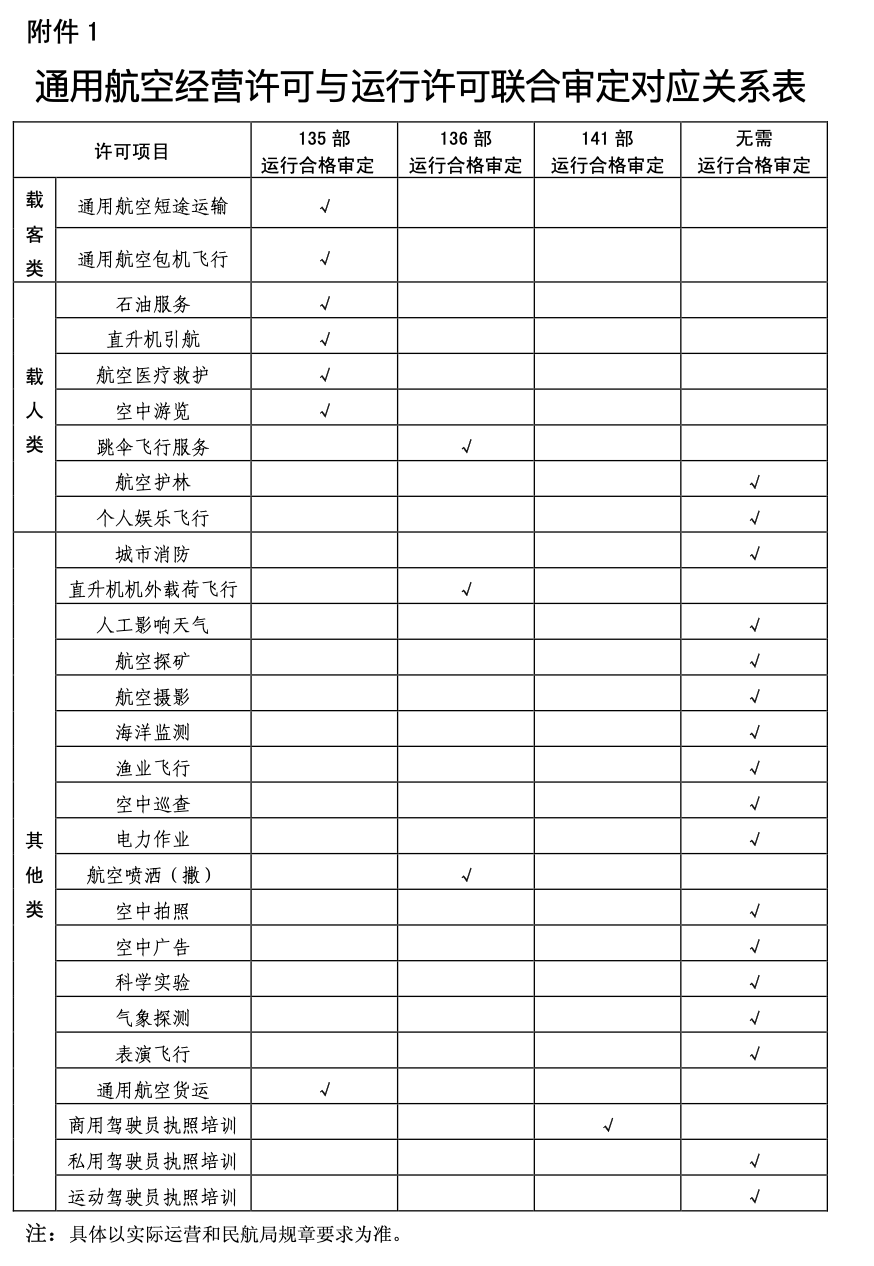 附件 1
通用航空经营许可与运行许可联合审定对应关系表
许可项目 135 部 运行合格审定 136 部 运行合格审定 141 部 运行合格审定 无需 运行合格审定
载客类
通用航空短途运输 √
通用航空包机飞行 √
载人类
石油服务 √
直升机引航 √
航空医疗救护 √
空中游览 √
跳伞飞行服务 √
航空护林 √
个人娱乐飞行 √
其他类
城市消防 √
直升机机外载荷飞行 √
人工影响天气 √
航空探矿 √
航空摄影 √
海洋监测 √
渔业飞行 √
空中巡查 √
电力作业 √
航空喷洒（撒） √
空中拍照 √
空中广告 √
科学实验 √
气象探测 √
表演飞行 √
通用航空货运 √
商用驾驶员执照培训 √
私用驾驶员执照培训 √
运动驾驶员执照培训 √
注：具体以实际运营和民航局规章要求为准。